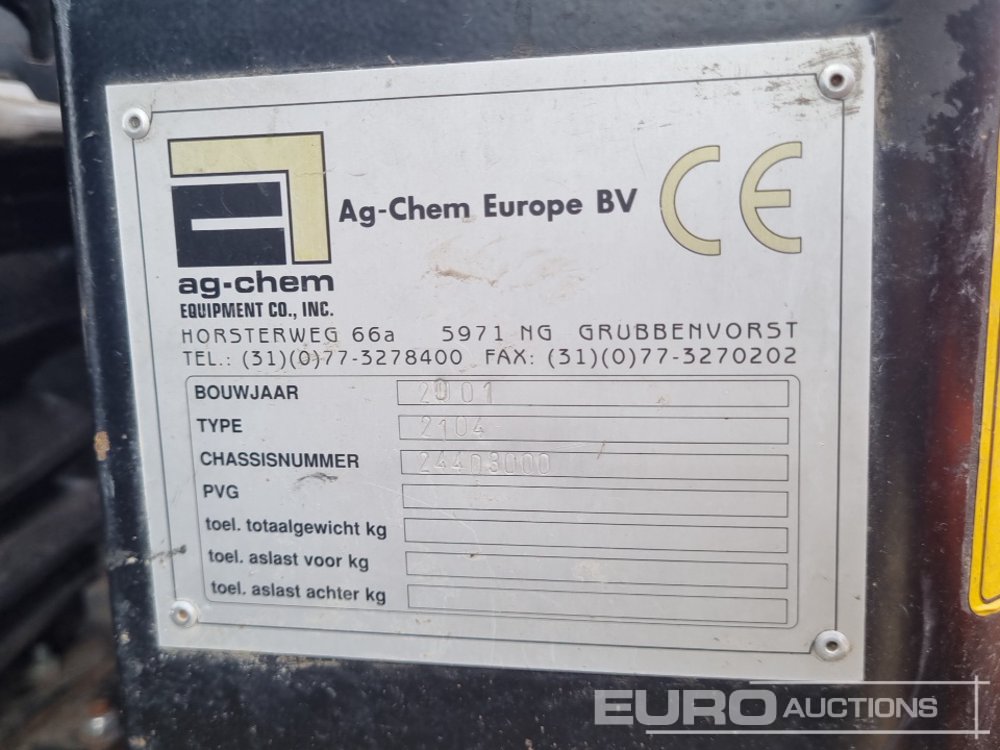 Ag-Chem Europe BV
CE
ag-chem
EQUIPMENT CO., INC.
HORSTERWEG 66a 5971 NG GRUBBENVORST
TEL.: (31)(0)77-3278400 FAX: (31)(0)77-3270202
BOUWJAAR 2001
TYPE 2104
CHASSISNUMMER 24403000
PVG
toel. totaalgewicht kg
toel. aslast voor kg
toel. aslast achter kg
EURO AUCTIONS